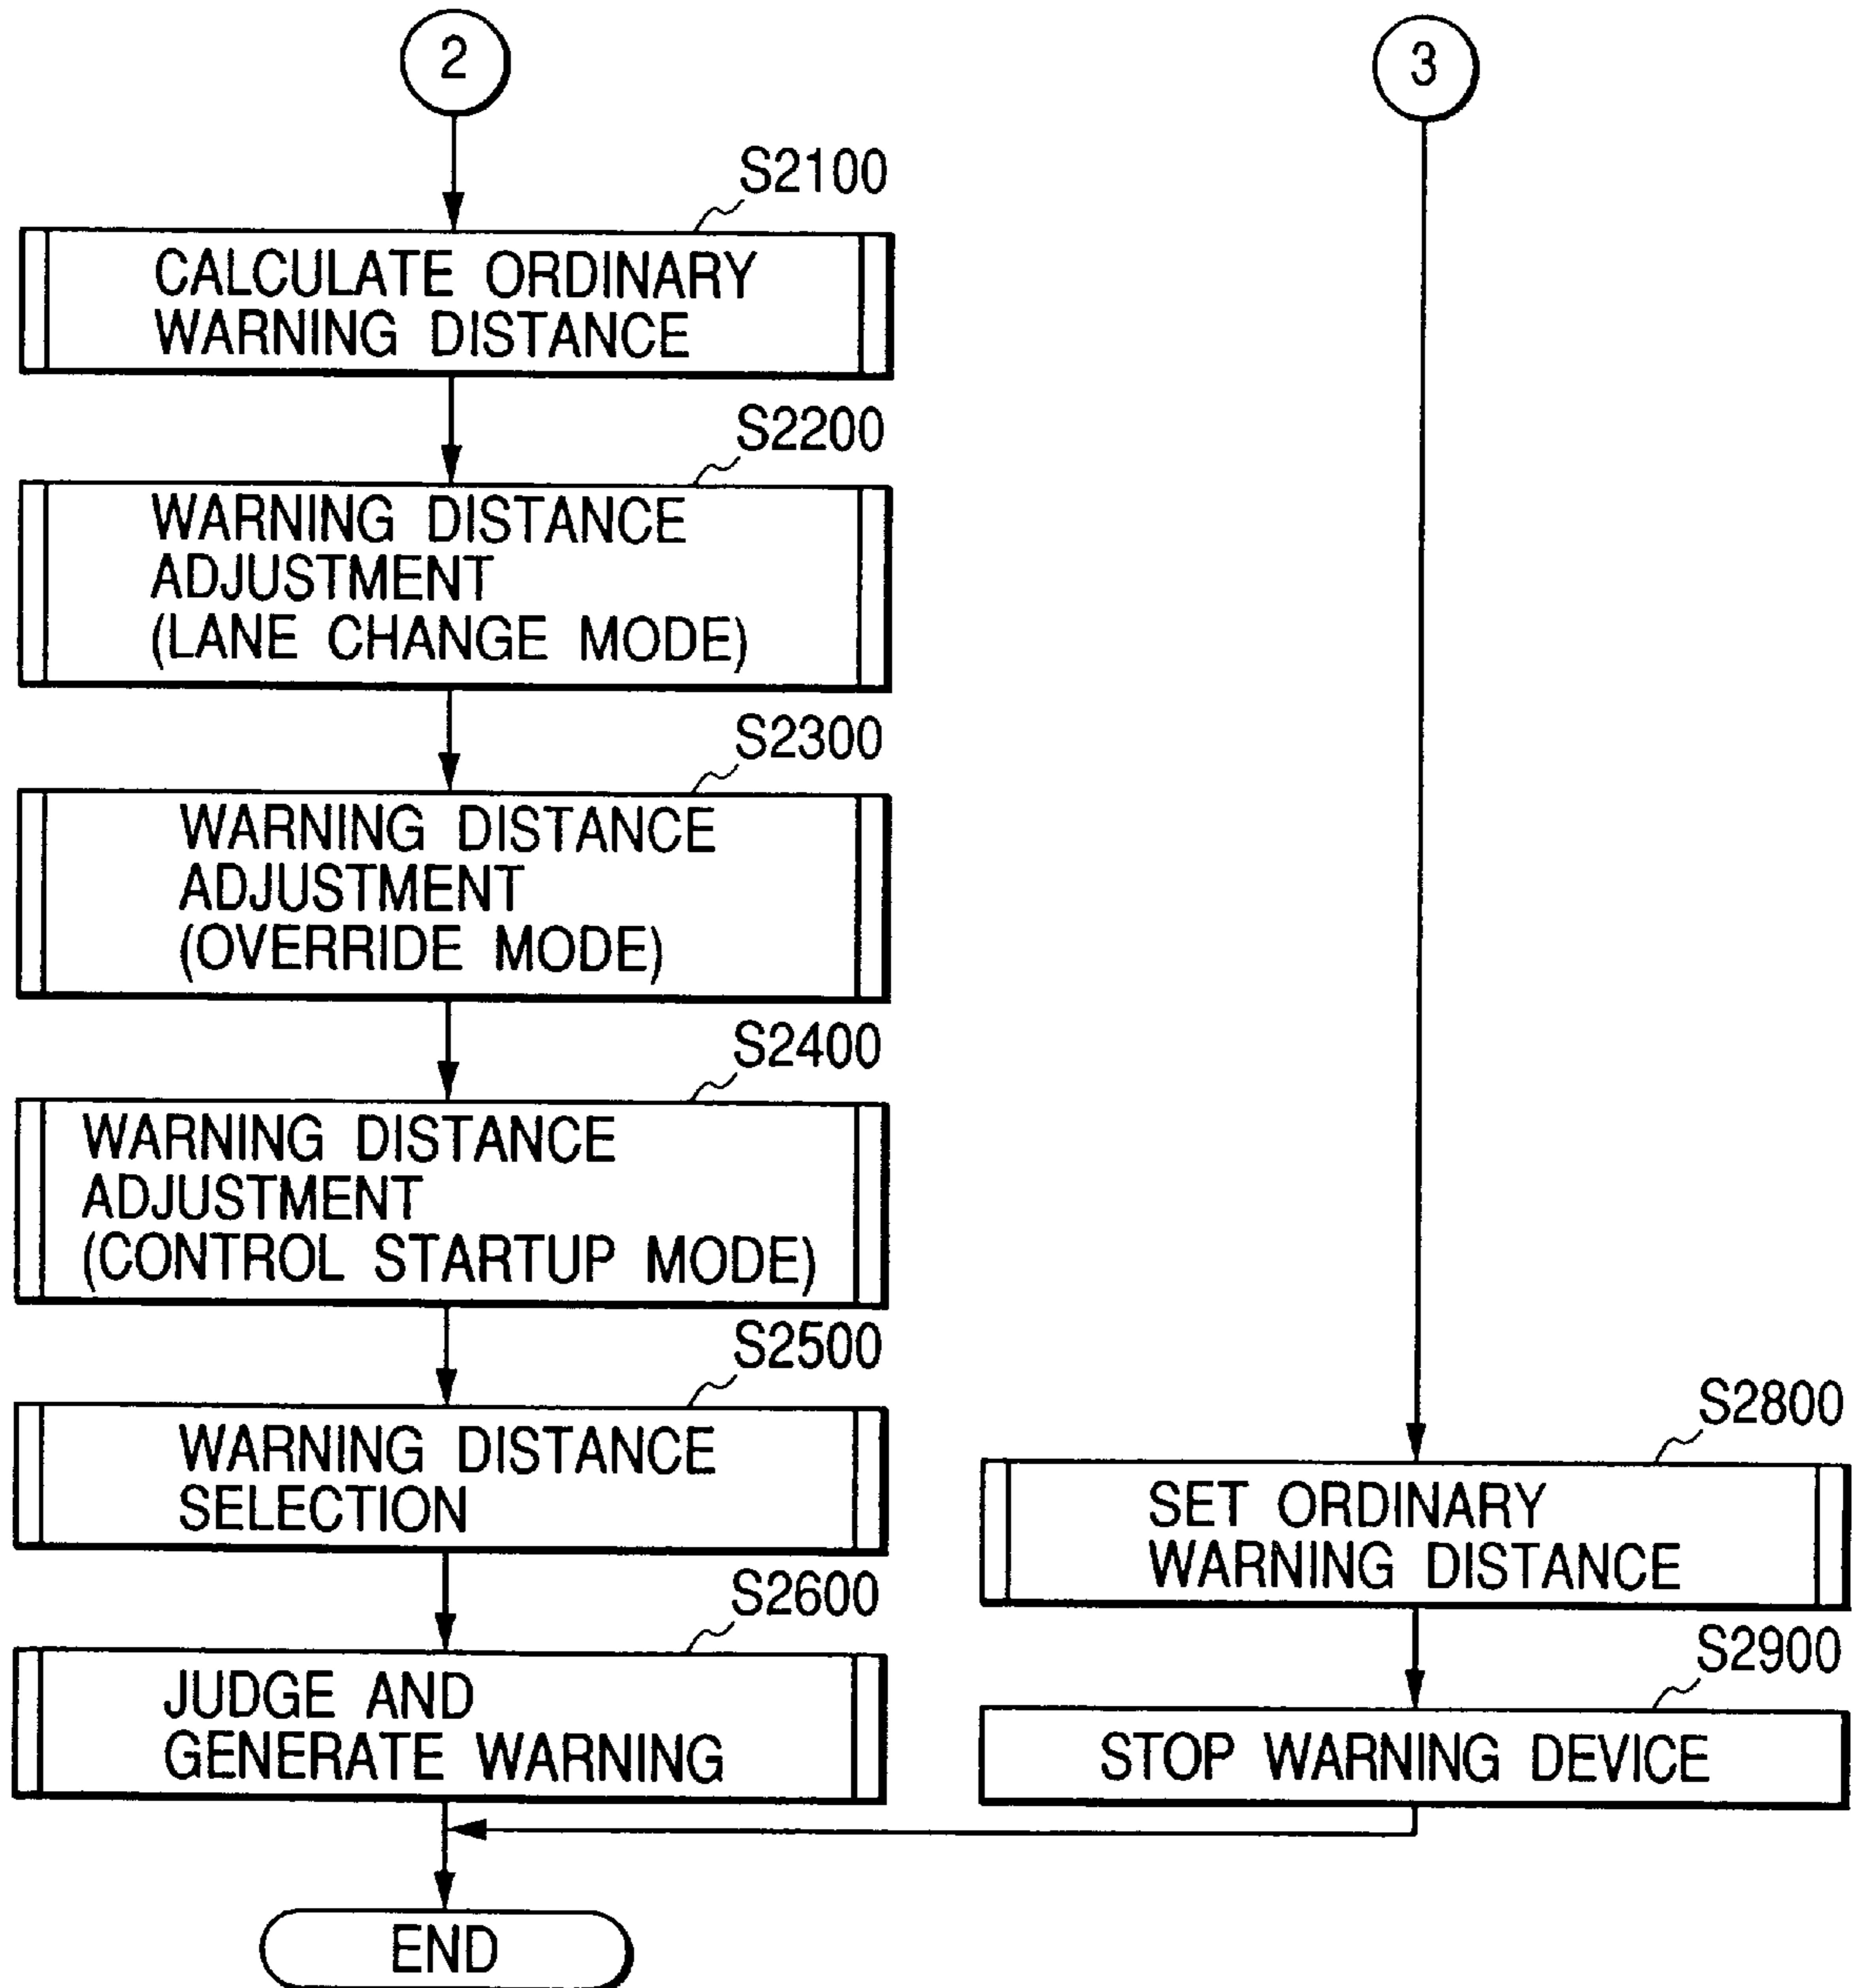 2
S2100
CALCULATE ORDINARY
WARNING DISTANCE
S2200
WARNING DISTANCE
ADJUSTMENT
(LANE CHANGE MODE)
S2300
WARNING DISTANCE
ADJUSTMENT
(OVERRIDE MODE)
S2400
WARNING DISTANCE
ADJUSTMENT
(CONTROL STARTUP MODE)
S2500
WARNING DISTANCE
SELECTION
S2600
JUDGE AND
GENERATE WARNING
END
3
S2800
SET ORDINARY
WARNING DISTANCE
S2900
STOP WARNING DEVICE